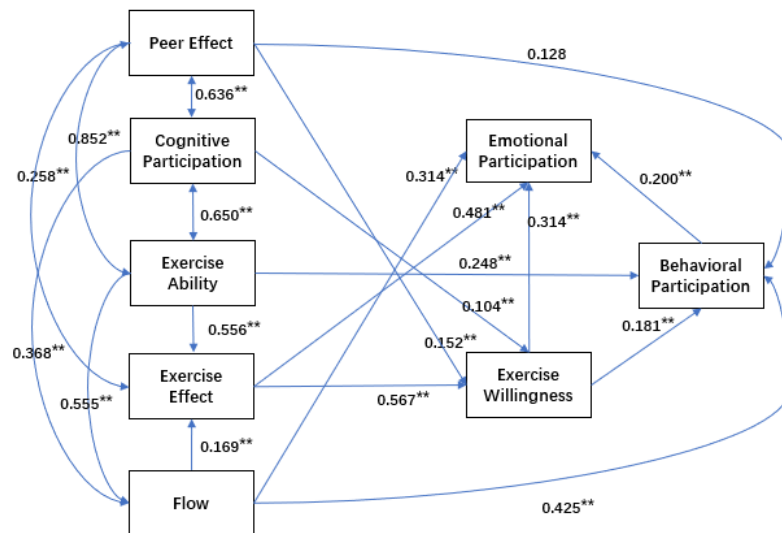 Peer Effect
0.128
0.636**
0.852**
Cognitive
Participation
Emotional
Participation
0.258**
0.314**
0.200**
0.481**
0.650**
0.314**
Exercise
Ability
0.248**
Behavioral
Participation
0.104**
0.556**
0.181**
0.152**
0.368**
Exercise
Effect
Exercise
Willingness
0.567**
0.555**
0.169**
Flow
0.425**